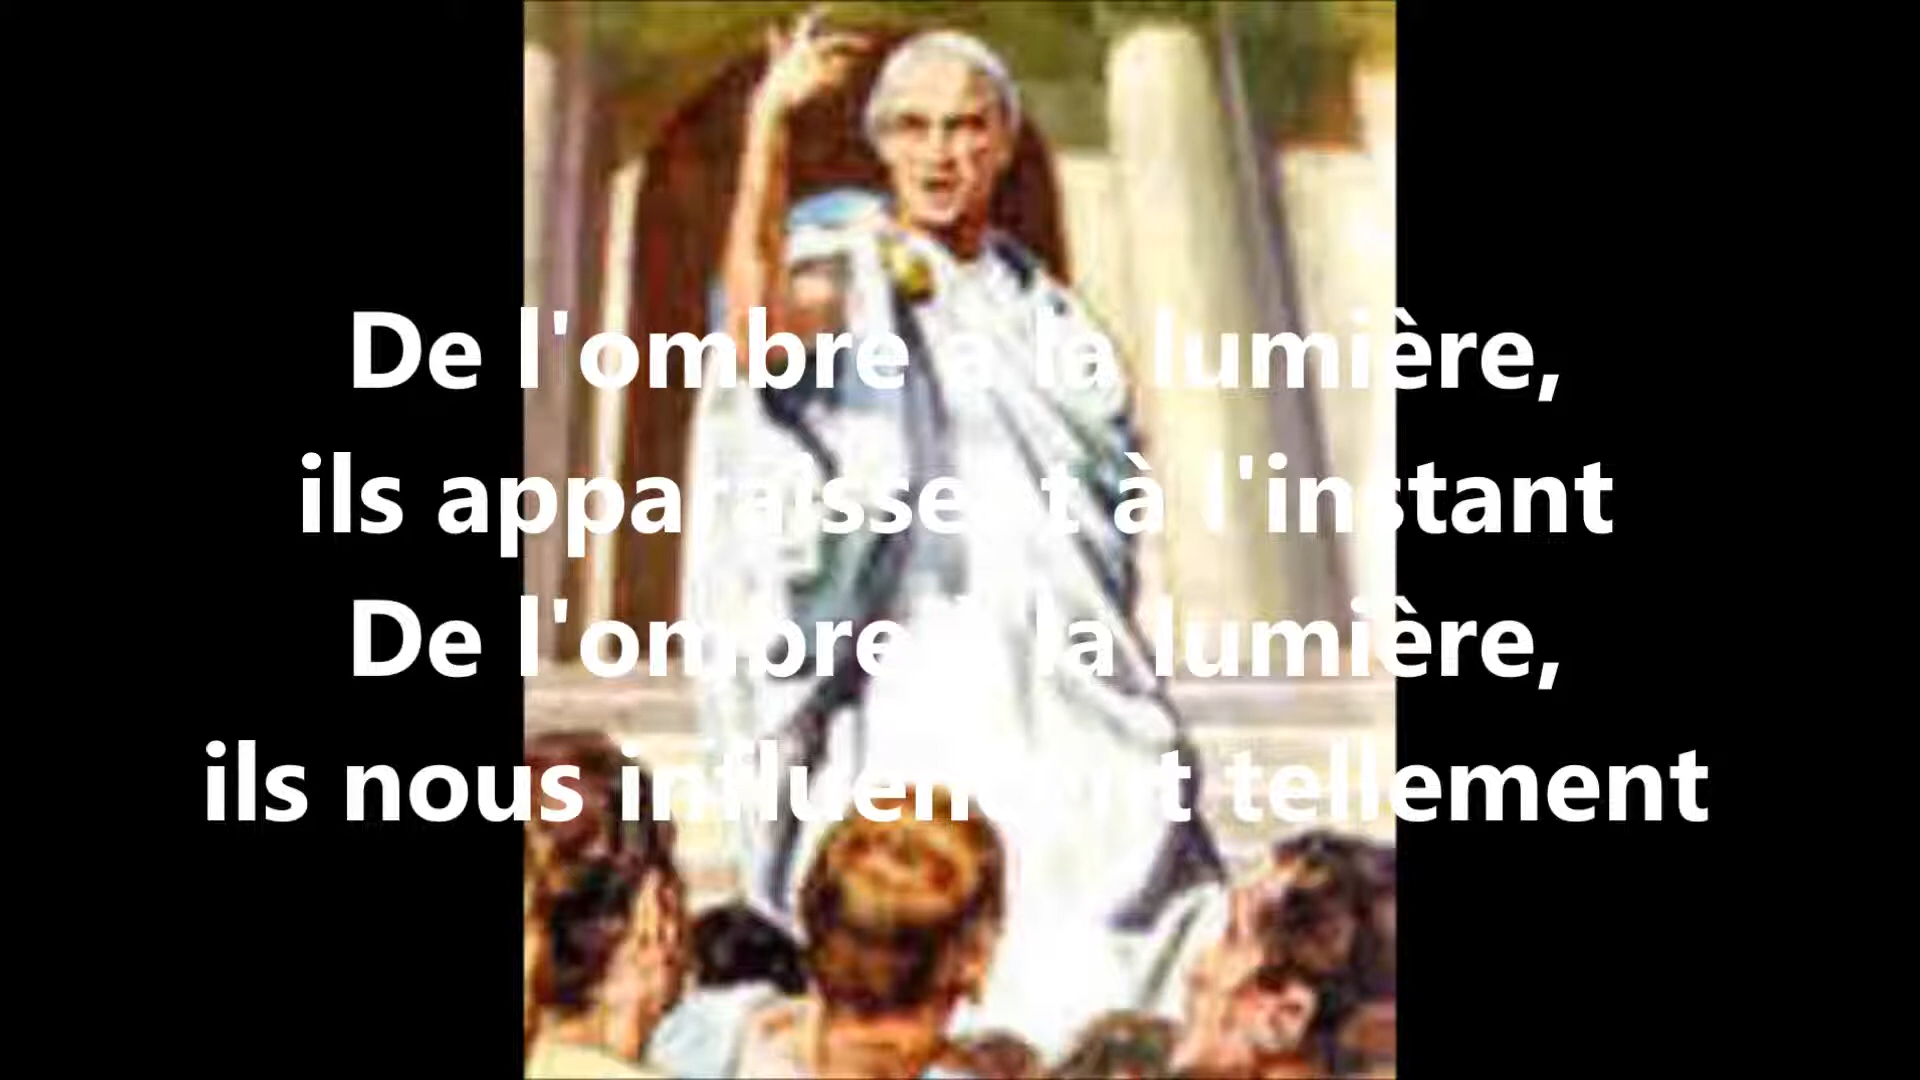 De l'ombre a la lumière,
ils apparaissent à l'instant
De l'ombre a la lumière,
ils nous influencent tellement